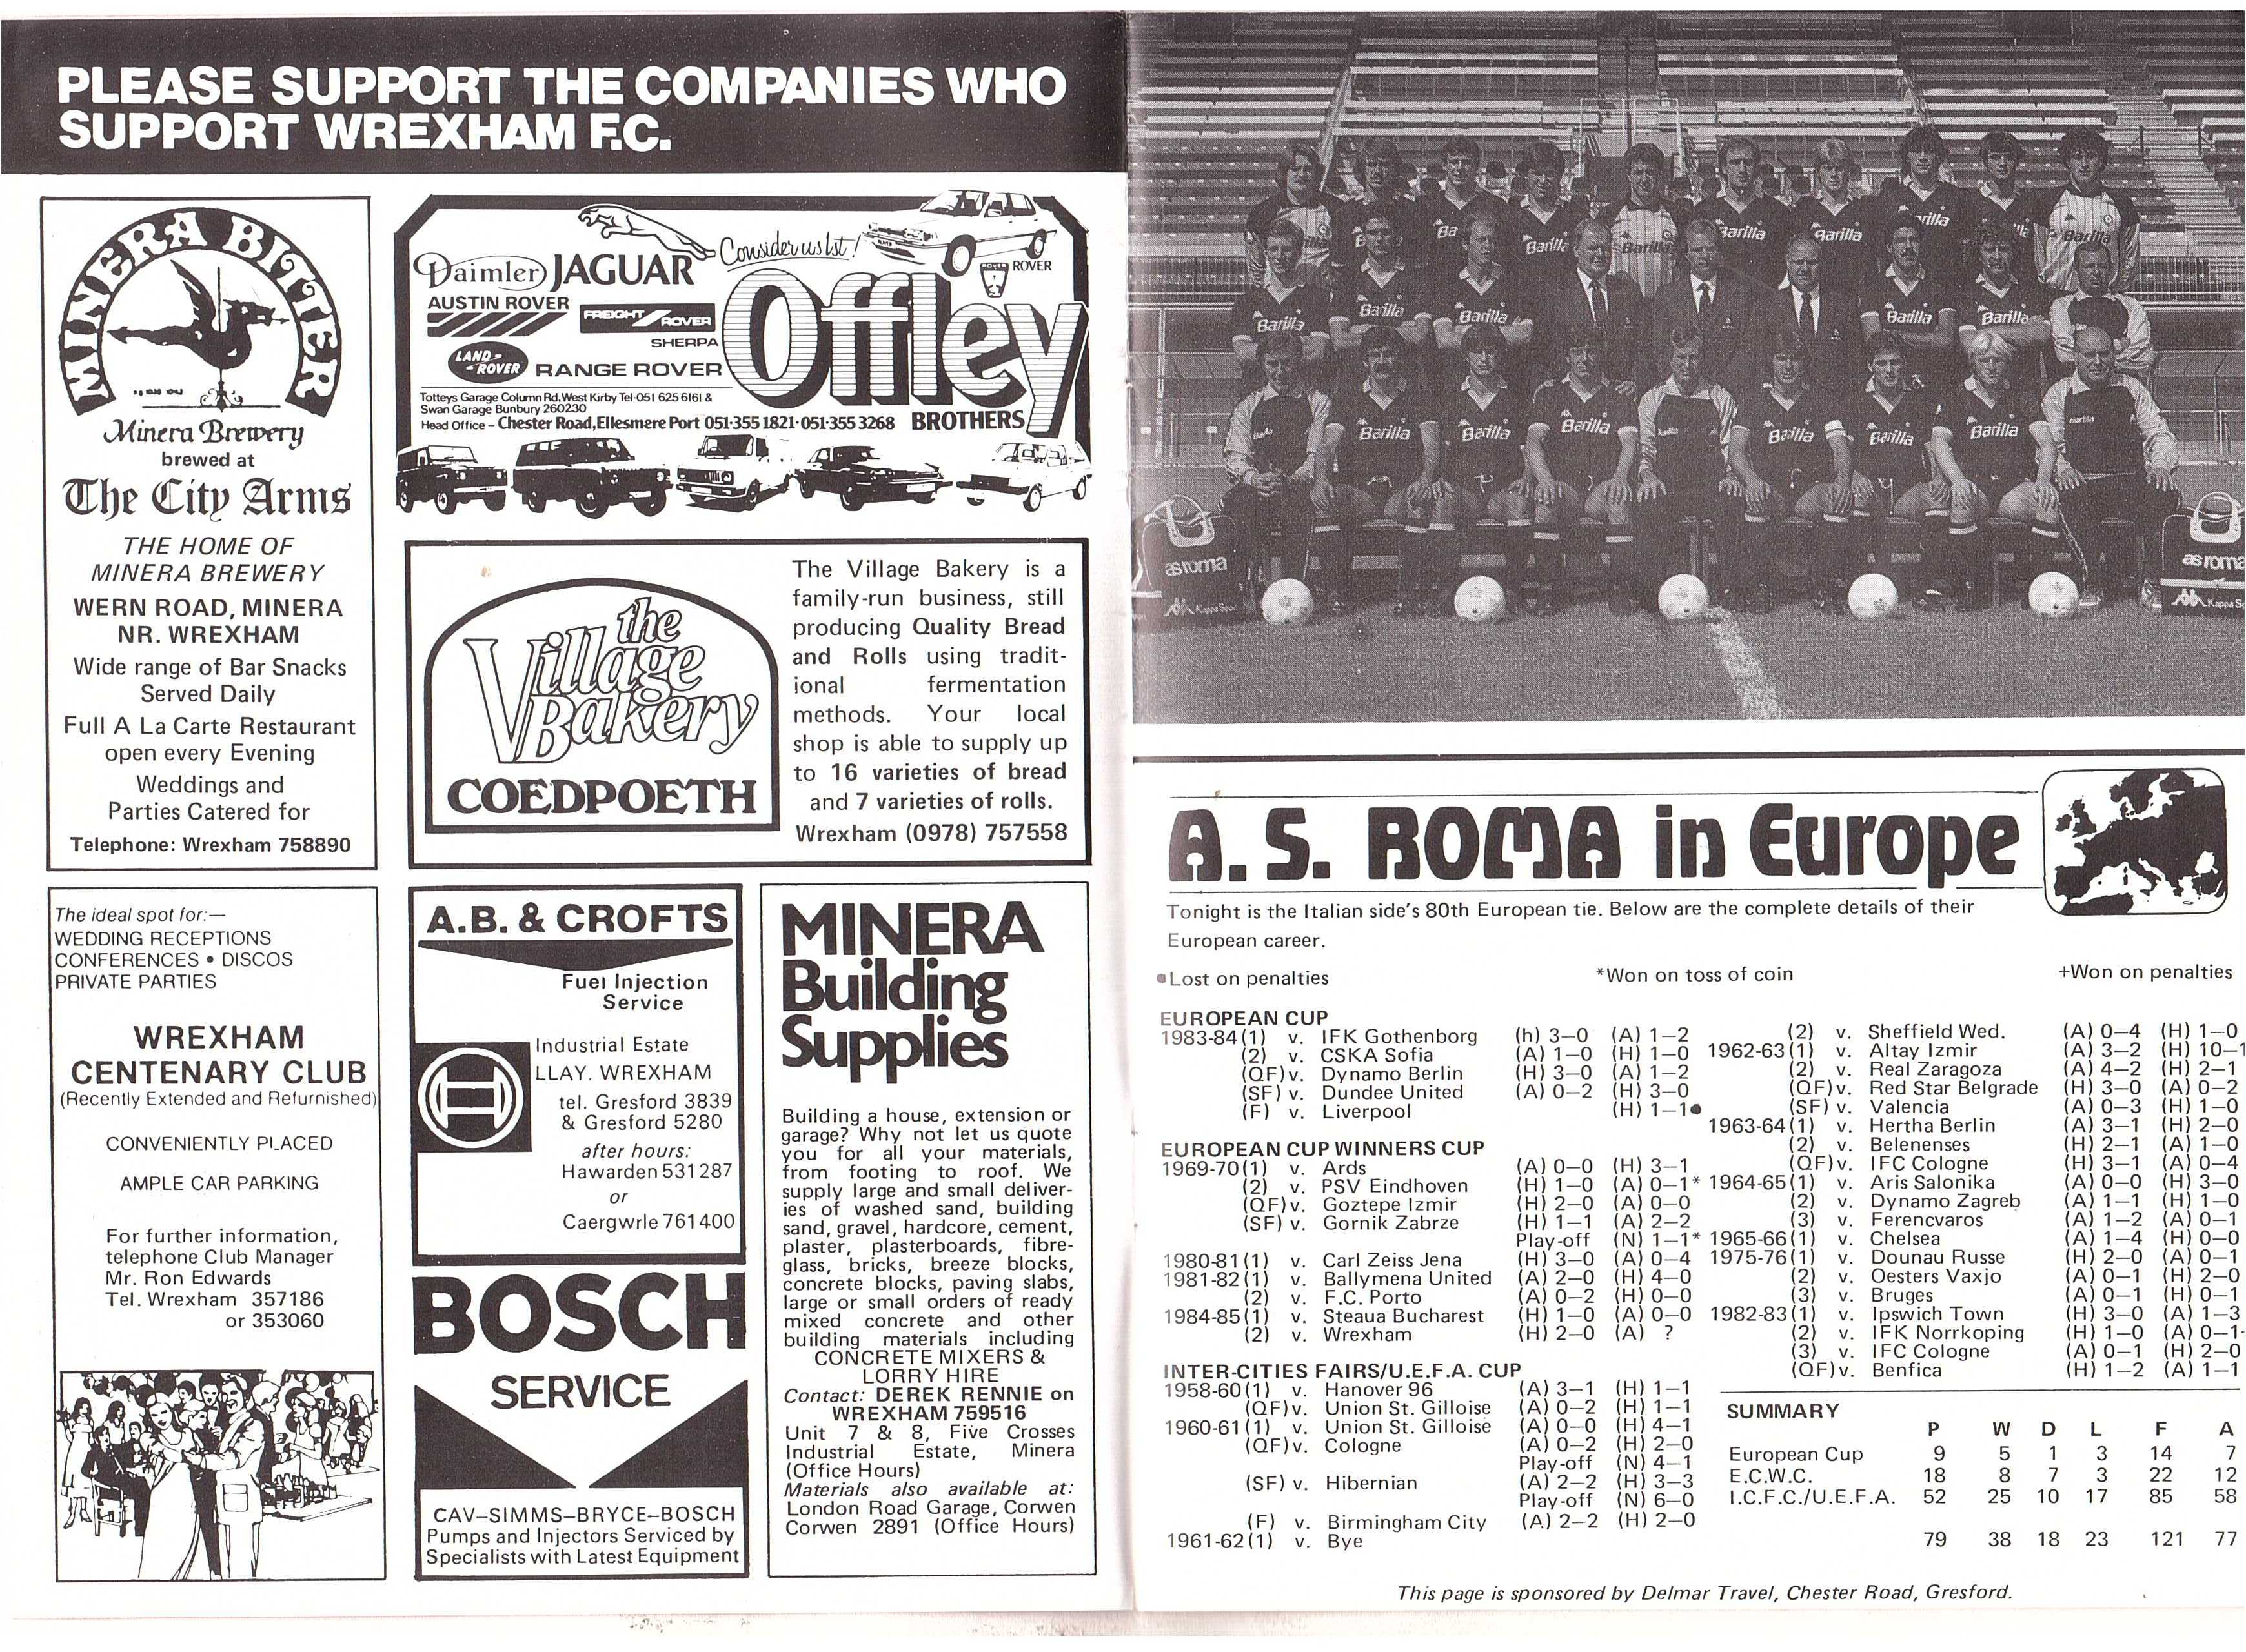 PLEASE SUPPORT THE COMPANIES WHO
SUPPORT WREXHAM F.C.
MINERA BITTER
Minera Brewery
brewed at
The City Arms
THE HOME OF
MINERA BREWERY
WERN ROAD, MINERA
NR. WREXHAM
Wide range of Bar Snacks
Served Daily
Full A La Carte Restaurant
open every Evening
Weddings and
Parties Catered for
Telephone: Wrexham 758890
Consider us 1st!
Daimler JAGUAR
ROVER
AUSTIN ROVER
FREIGHT ROVER
SHERPA
LAND-ROVER RANGE ROVER
Offley
Totteys Garage Column Rd, West Kirby Tel-051 625 6161 &
Swan Garage Bunbury 260230
Head Office - Chester Road, Ellesmere Port 051-355 1821 · 051-355 3268 BROTHERS
the
Village
Bakery
COEDPOETH
The Village Bakery is a
family-run business, still
producing Quality Bread
and Rolls using tradit-
ional fermentation
methods. Your local
shop is able to supply up
to 16 varieties of bread
and 7 varieties of rolls.
Wrexham (0978) 757558
The ideal spot for:—
WEDDING RECEPTIONS
CONFERENCES • DISCOS
PRIVATE PARTIES
WREXHAM
CENTENARY CLUB
(Recently Extended and Refurnished)
CONVENIENTLY PLACED
AMPLE CAR PARKING
For further information,
telephone Club Manager
Mr. Ron Edwards
Tel. Wrexham 357186
or 353060
A.B. & CROFTS
Fuel Injection
Service
Industrial Estate
LLAY. WREXHAM
tel. Gresford 3839
& Gresford 5280
after hours:
Hawarden 531287
or
Caergwrle 761400
BOSCH
SERVICE
CAV–SIMMS–BRYCE–BOSCH
Pumps and Injectors Serviced by
Specialists with Latest Equipment
MINERA
Building
Supplies
Building a house, extension or
garage? Why not let us quote
you for all your materials,
from footing to roof. We
supply large and small deliver-
ies of washed sand, building
sand, gravel, hardcore, cement,
plaster, plasterboards, fibre-
glass, bricks, breeze blocks,
concrete blocks, paving slabs,
large or small orders of ready
mixed concrete and other
building materials including
CONCRETE MIXERS &
LORRY HIRE
Contact: DEREK RENNIE on
WREXHAM 759516
Unit 7 & 8, Five Crosses
Industrial Estate, Minera
(Office Hours)
Materials also available at:
London Road Garage, Corwen
Corwen 2891 (Office Hours)
Barilla
as roma
Kappa Sport
A. S. ROMA in Europe
Tonight is the Italian side's 80th European tie. Below are the complete details of their
European career.
•Lost on penalties *Won on toss of coin +Won on penalties
EUROPEAN CUP
1983-84(1) v. IFK Gothenborg (h) 3–0 (A) 1–2
(2) v. CSKA Sofia (A) 1–0 (H) 1–0
(QF)v. Dynamo Berlin (H) 3–0 (A) 1–2
(SF) v. Dundee United (A) 0–2 (H) 3–0
(F) v. Liverpool (H) 1–1•
EUROPEAN CUP WINNERS CUP
1969-70(1) v. Ards (A) 0–0 (H) 3–1
(2) v. PSV Eindhoven (H) 1–0 (A) 0–1*
(QF)v. Goztepe Izmir (H) 2–0 (A) 0–0
(SF) v. Gornik Zabrze (H) 1–1 (A) 2–2
Play-off (N) 1–1*
1980-81(1) v. Carl Zeiss Jena (H) 3–0 (A) 0–4
1981-82(1) v. Ballymena United (A) 2–0 (H) 4–0
(2) v. F.C. Porto (A) 0–2 (H) 0–0
1984-85(1) v. Steaua Bucharest (H) 1–0 (A) 0–0
(2) v. Wrexham (H) 2–0 (A) ?
INTER-CITIES FAIRS/U.E.F.A. CUP
1958-60(1) v. Hanover 96 (A) 3–1 (H) 1–1
(QF)v. Union St. Gilloise (A) 0–2 (H) 1–1
1960-61(1) v. Union St. Gilloise (A) 0–0 (H) 4–1
(QF)v. Cologne (A) 0–2 (H) 2–0
Play-off (N) 4–1
(SF) v. Hibernian (A) 2–2 (H) 3–3
Play-off (N) 6–0
(F) v. Birmingham City (A) 2–2 (H) 2–0
1961-62(1) v. Bye
(2) v. Sheffield Wed. (A) 0–4 (H) 1–0
1962-63(1) v. Altay Izmir (A) 3–2 (H) 10–1
(2) v. Real Zaragoza (A) 4–2 (H) 2–1
(QF)v. Red Star Belgrade (H) 3–0 (A) 0–2
(SF) v. Valencia (A) 0–3 (H) 1–0
1963-64(1) v. Hertha Berlin (A) 3–1 (H) 2–0
(2) v. Belenenses (H) 2–1 (A) 1–0
(QF)v. IFC Cologne (H) 3–1 (A) 0–4
1964-65(1) v. Aris Salonika (A) 0–0 (H) 3–0
(2) v. Dynamo Zagreb (A) 1–1 (H) 1–0
(3) v. Ferencvaros (A) 1–2 (A) 0–1
1965-66(1) v. Chelsea (A) 1–4 (H) 0–0
1975-76(1) v. Dounau Russe (H) 2–0 (A) 0–1
(2) v. Oesters Vaxjo (A) 0–1 (H) 2–0
(3) v. Bruges (A) 0–1 (H) 0–1
1982-83(1) v. Ipswich Town (H) 3–0 (A) 1–3
(2) v. IFK Norrkoping (H) 1–0 (A) 0–1
(3) v. IFC Cologne (A) 0–1 (H) 2–0
(QF)v. Benfica (H) 1–2 (A) 1–1
SUMMARY
P W D L F A
European Cup 9 5 1 3 14 7
E.C.W.C. 18 8 7 3 22 12
I.C.F.C./U.E.F.A. 52 25 10 17 85 58
79 38 18 23 121 77
This page is sponsored by Delmar Travel, Chester Road, Gresford.